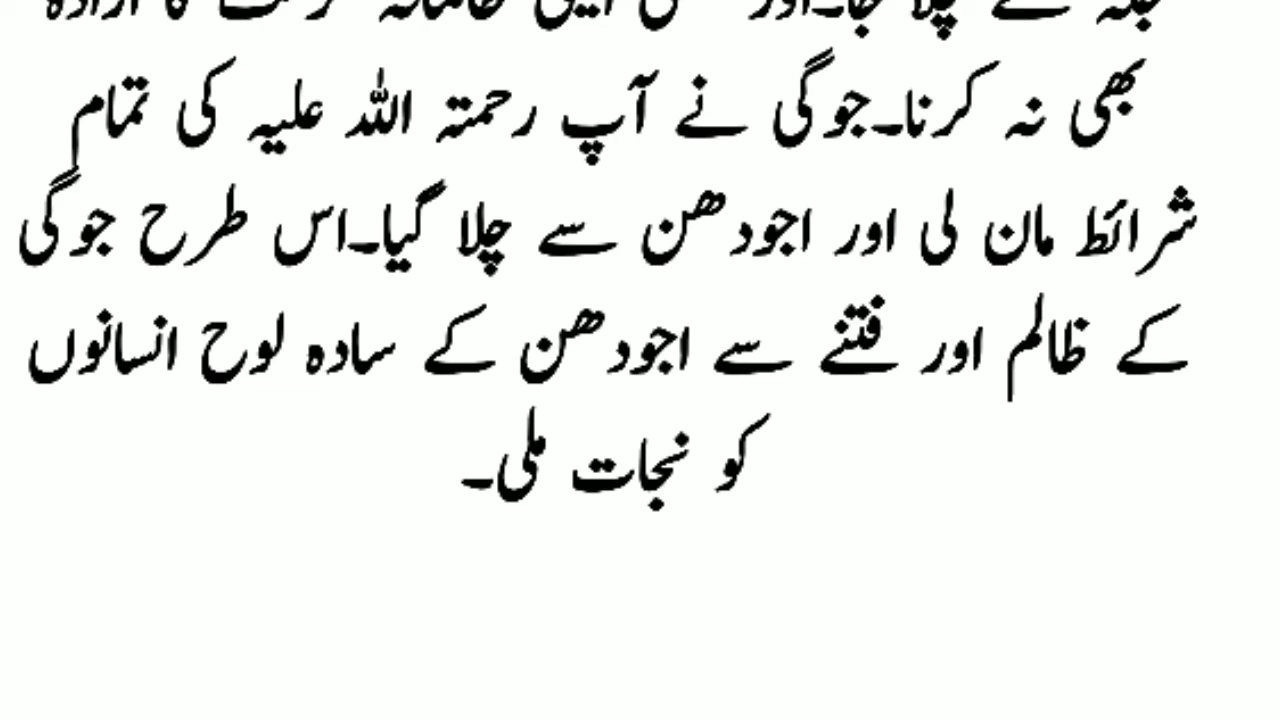 بھی نہ کرنا۔جوگی نے آپ رحمتہ اللہ علیہ کی تمام
شرائط مان لی اور اجودھن سے چلا گیا۔اس طرح جوگی
کے ظالم اور فتنے سے اجودھن کے سادہ لوح انسانوں
کو نجات ملی۔